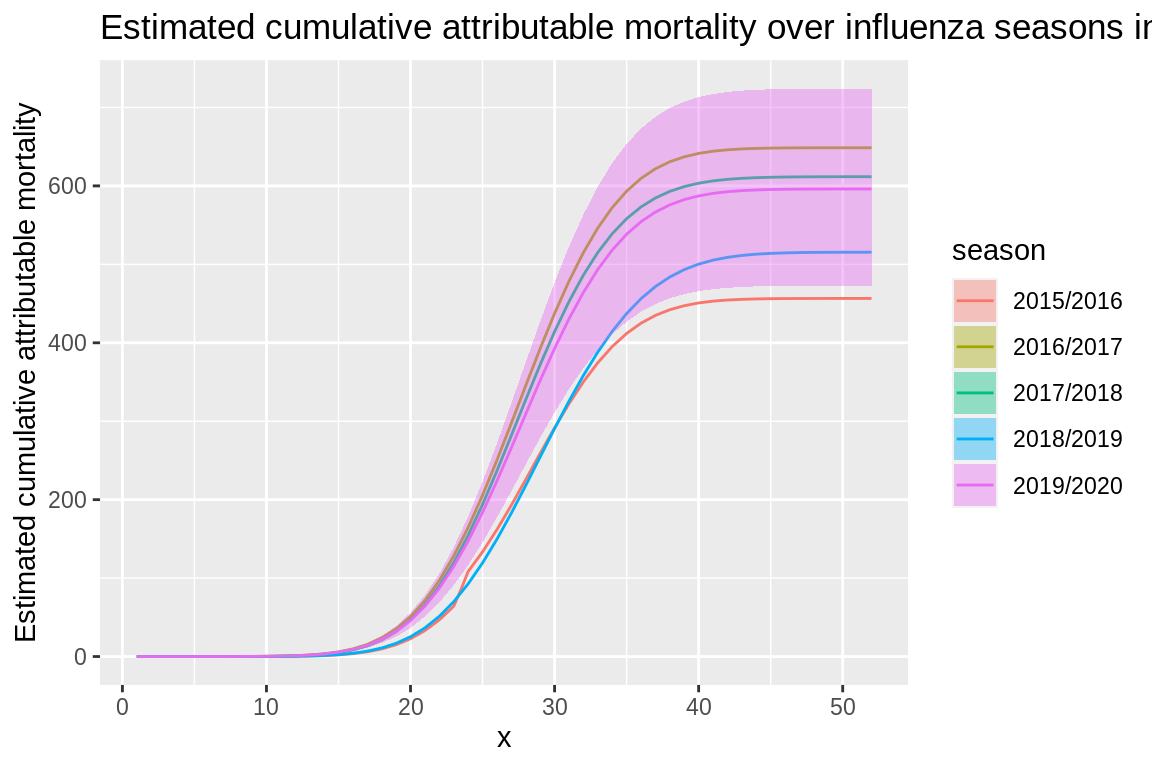 Estimated cumulative attributable mortality over influenza seasons in
Estimated cumulative attributable mortality
600
400
200
0
0 10 20 30 40 50
x
season
2015/2016
2016/2017
2017/2018
2018/2019
2019/2020